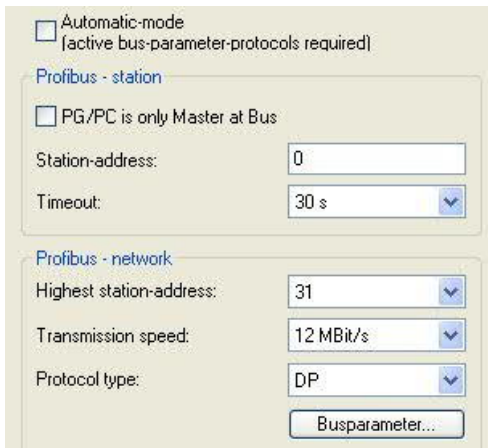 Automatic-mode
(active bus-parameter-protocols required)
Profibus - station
PG/PC is only Master at Bus
Station-address: 0
Timeout: 30 s
Profibus - network
Highest station-address: 31
Transmission speed: 12 MBit/s
Protocol type: DP
Busparameter...